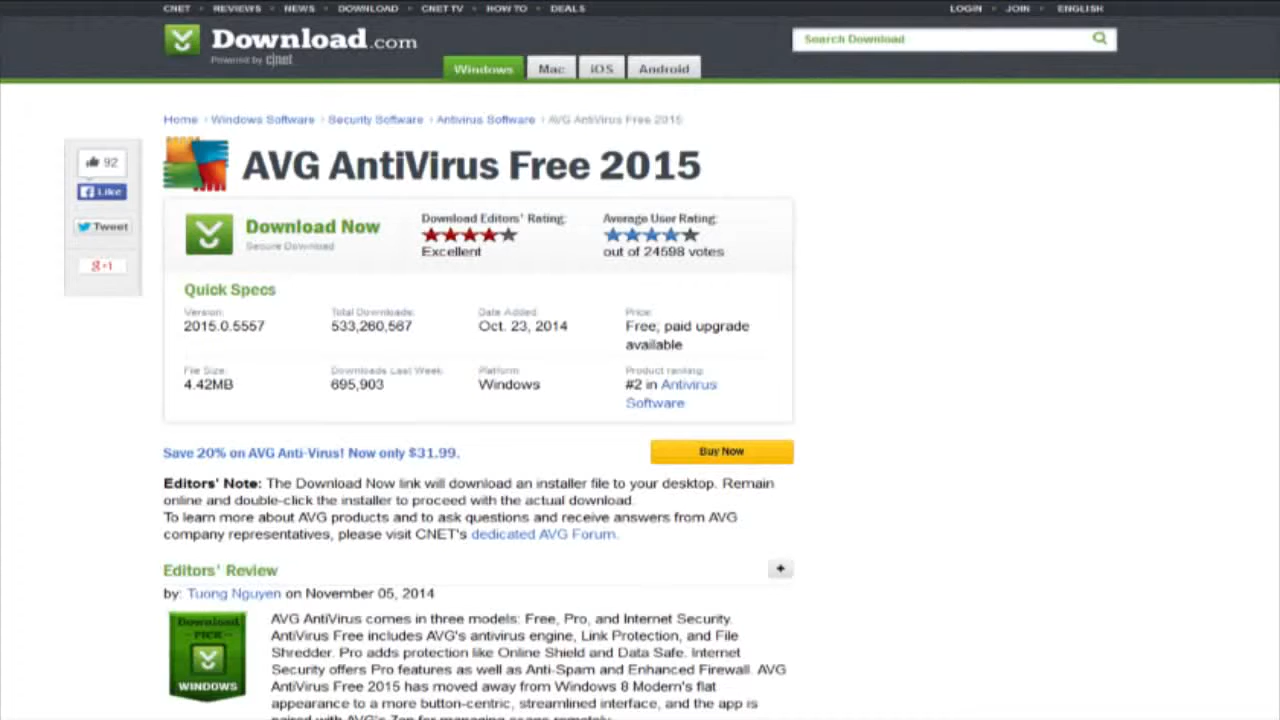 CNET REVIEWS NEWS DOWNLOAD CNET TV HOW TO DEALS LOGIN JOIN ENGLISH
Download.com
Powered by c|net
Search Download
Windows Mac iOS Android
Home › Windows Software › Security Software › Antivirus Software › AVG AntiVirus Free 2015
92
Like
Tweet
g+1
AVG AntiVirus Free 2015
Download Now
Secure Download
Download Editors' Rating:
Excellent
Average User Rating:
out of 24598 votes
Quick Specs
Version: Total Downloads: Date Added: Price:
2015.0.5557 533,260,567 Oct. 23, 2014 Free; paid upgrade
available
File Size: Downloads Last Week: Platform: Product ranking:
4.42MB 695,903 Windows #2 in Antivirus
Software
Save 20% on AVG Anti-Virus! Now only $31.99.
Buy Now
Editors' Note: The Download Now link will download an installer file to your desktop. Remain
online and double-click the installer to proceed with the actual download.
To learn more about AVG products and to ask questions and receive answers from AVG
company representatives, please visit CNET's dedicated AVG Forum.
Editors' Review
+
by: Tuong Nguyen on November 05, 2014
Download
PICK
WINDOWS
AVG AntiVirus comes in three models: Free, Pro, and Internet Security.
AntiVirus Free includes AVG's antivirus engine, Link Protection, and File
Shredder. Pro adds protection like Online Shield and Data Safe. Internet
Security offers Pro features as well as Anti-Spam and Enhanced Firewall. AVG
AntiVirus Free 2015 has moved away from Windows 8 Modern's flat
appearance to a more button-centric, streamlined interface, and the app is
paired with AVG's Zen for managing scans remotely.